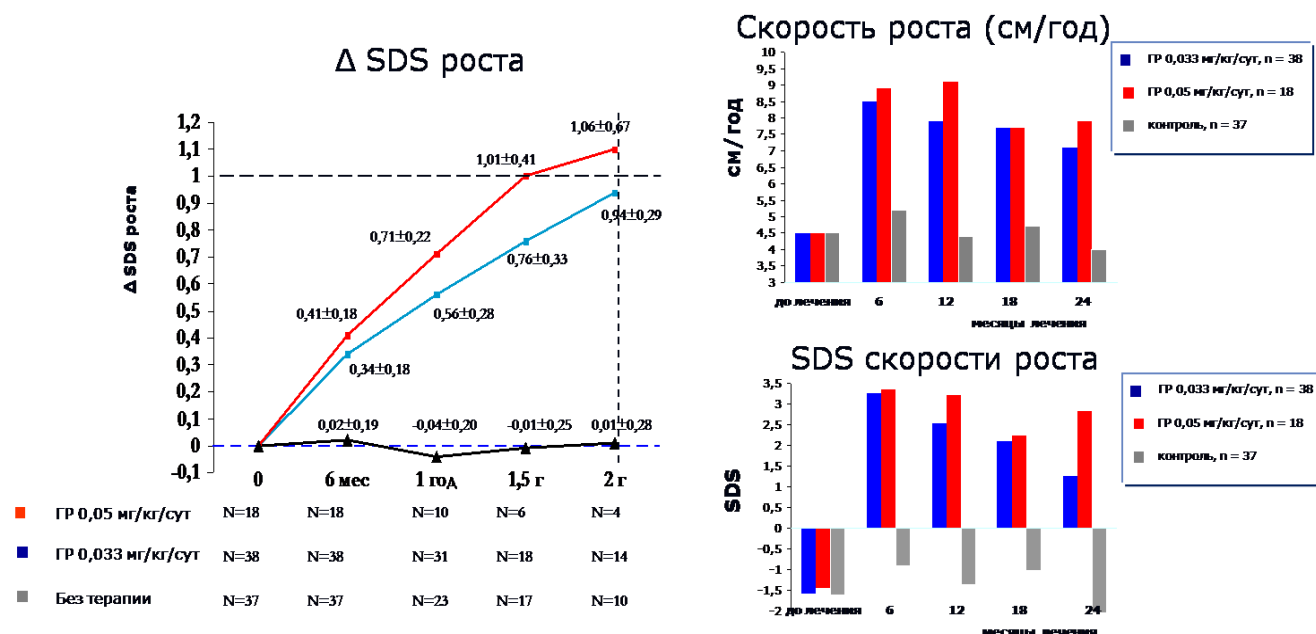 Δ SDS роста
Δ SDS роста
1,2
1,1
1
0,9
0,8
0,7
0,6
0,5
0,4
0,3
0,2
0,1
0
-0,1
1,06±0,67
1,01±0,41
0,71±0,22
0,41±0,18
0,94±0,29
0,76±0,33
0,56±0,28
0,34±0,18
0,02±0,19
-0,04±0,20
-0,01±0,25
0,01±0,28
0 6 мес 1 год 1,5 г 2 г
ГР 0,05 мг/кг/сут N=18 N=18 N=10 N=6 N=4
ГР 0,033 мг/кг/сут N=38 N=38 N=31 N=18 N=14
Без терапии N=37 N=37 N=23 N=17 N=10
Скорость роста (см/год)
см/год
10
9,5
9
8,5
8
7,5
7
6,5
6
5,5
5
4,5
4
3,5
3
до лечения 6 12 18 24
месяцы лечения
ГР 0,033 мг/кг/сут, n = 38
ГР 0,05 мг/кг/сут, n = 18
контроль, n = 37
SDS скорости роста
SDS
3,5
3
2,5
2
1,5
1
0,5
0
-0,5
-1
-1,5
-2
до лечения 6 12 18 24
месяцы лечения
ГР 0,033 мг/кг/сут, n = 38
ГР 0,05 мг/кг/сут, n = 18
контроль, n = 37